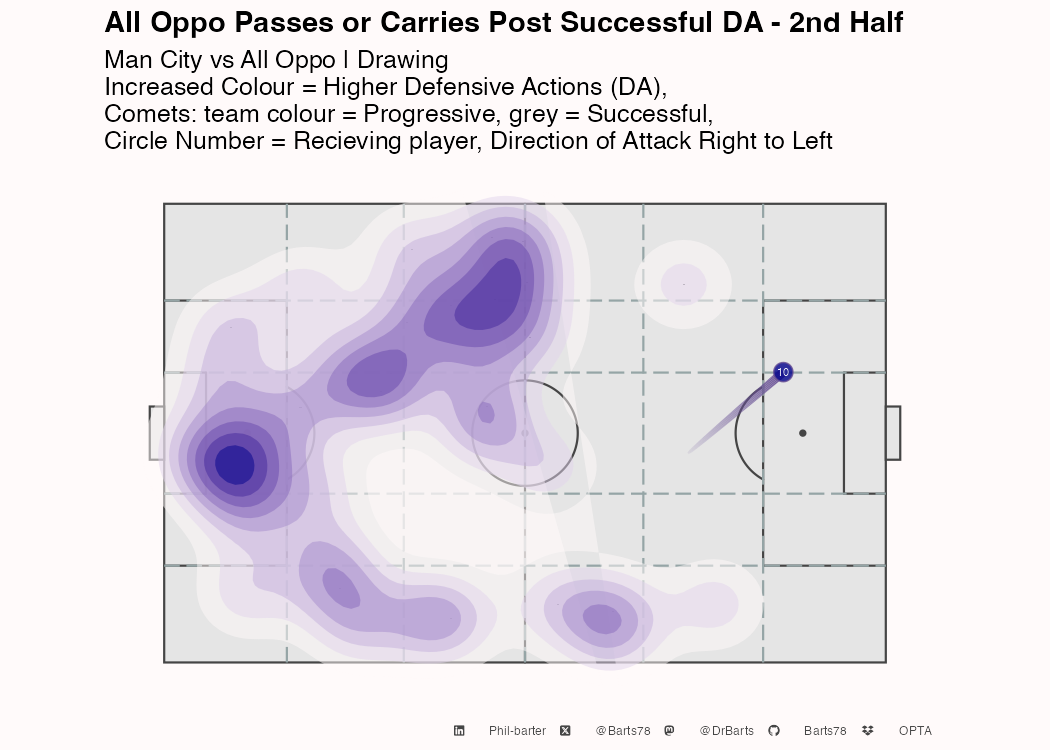 All Oppo Passes or Carries Post Successful DA - 2nd Half
Man City vs All Oppo | Drawing
Increased Colour = Higher Defensive Actions (DA),
Comets: team colour = Progressive, grey = Successful,
Circle Number = Recieving player, Direction of Attack Right to Left
10
Phil-barter @Barts78 @DrBarts Barts78 OPTA